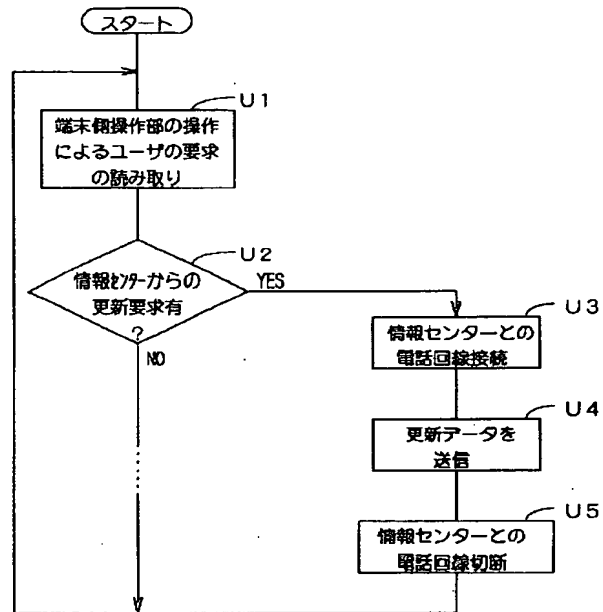 スタート
U1
端末側操作部の操作
によるユーザの要求
の読み取り
U2
情報ｾﾝﾀｰからの
更新要求有
?
YES
NO
U3
情報センターとの
電話回線接続
U4
更新データを
送信
U5
情報センターとの
電話回線切断